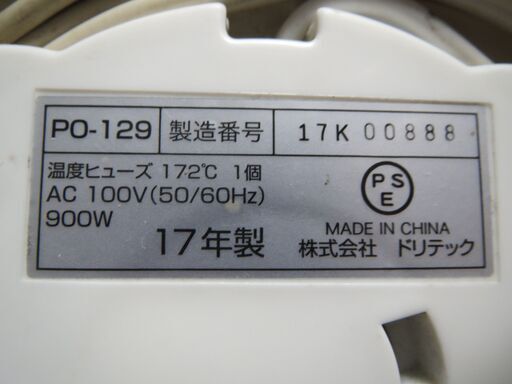 PO-129 製造番号 17K 00888
温度ヒューズ 172℃ 1個
AC 100V(50/60Hz)
900W
17年製
PSE
MADE IN CHINA
株式会社 ドリテック